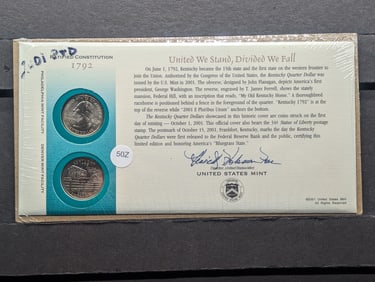 2001 P&D
RATIFIED CONSTITUTION
1792
PHILADELPHIA MINT FACILITY
DENVER MINT FACILITY
502
United We Stand, Divided We Fall
On June 1, 1792, Kentucky became the 15th state and the first state on the western frontier to
join the Union. Authorized by the Congress of the United States, the Kentucky Quarter Dollar was
issued by the U.S. Mint in 2001. The obverse, designed by John Flanagan, depicts America's first
president, George Washington. The reverse, engraved by T. James Ferrell, shows the stately
mansion, Federal Hill, with an inscription that reads, "My Old Kentucky Home." A thoroughbred
racehorse is positioned behind a fence in the foreground of the quarter. "Kentucky 1792" is at the
top of the reverse while "2001 E Pluribus Unum" anchors the bottom.
The Kentucky Quarter Dollars showcased in this historic cover are coins struck on the first
day of minting — October 1, 2001. This official cover also bears the 34¢ Statue of Liberty postage
stamp. The postmark of October 15, 2001, Frankfort, Kentucky, marks the day the Kentucky
Quarter Dollars were first released to the Federal Reserve Bank and the public, certifying this
limited edition and honoring America's "Bluegrass State."
UNITED STATES MINT
©2001 United States Mint
All Rights Reserved